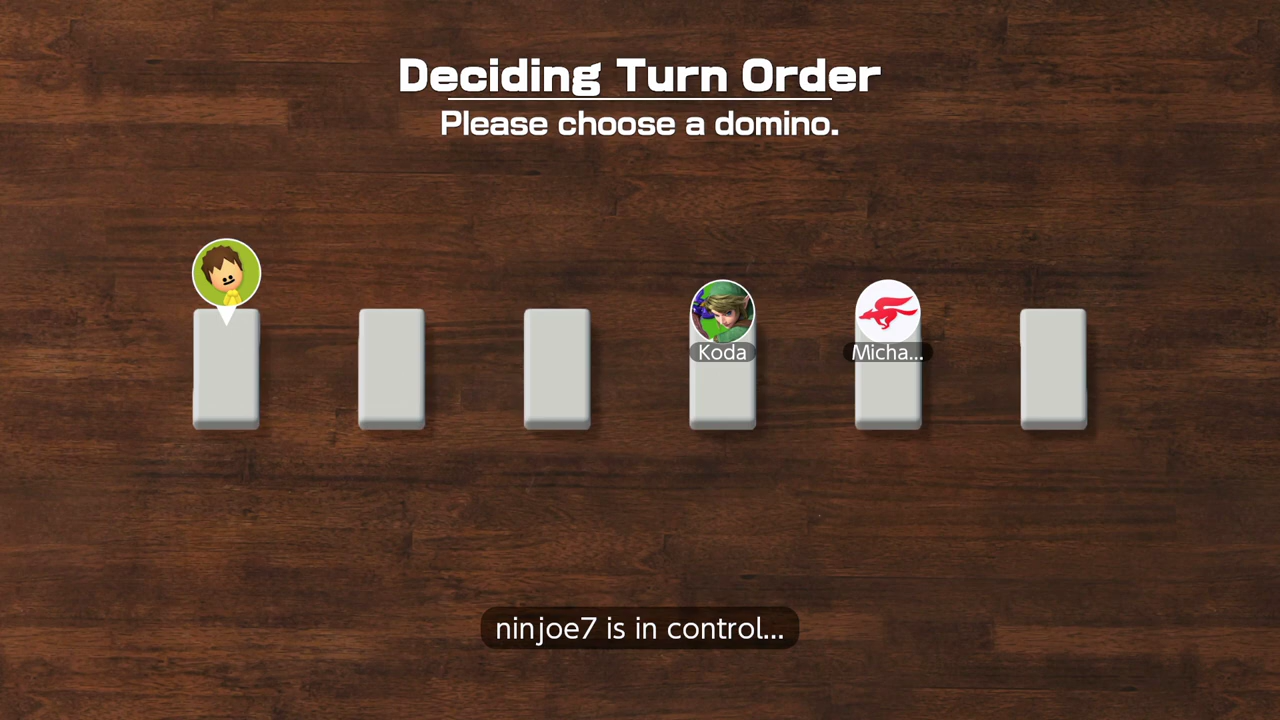 Deciding Turn Order
Please choose a domino.
Koda
Micha...
ninjoe7 is in control...